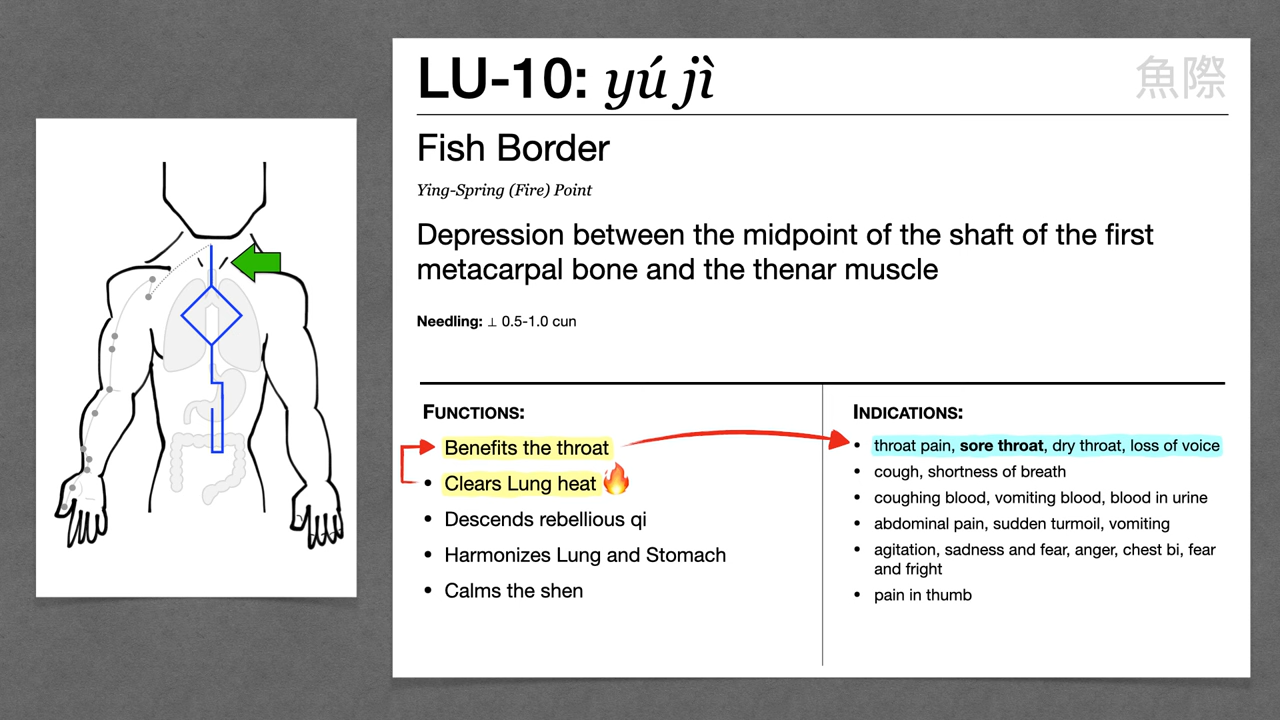 LU-10: yú jì
魚際
Fish Border
Ying-Spring (Fire) Point
Depression between the midpoint of the shaft of the first
metacarpal bone and the thenar muscle
Needling: ⊥ 0.5-1.0 cun
FUNCTIONS:
Benefits the throat
• Clears Lung heat
• Descends rebellious qi
• Harmonizes Lung and Stomach
• Calms the shen
INDICATIONS:
• throat pain, sore throat, dry throat, loss of voice
• cough, shortness of breath
• coughing blood, vomiting blood, blood in urine
• abdominal pain, sudden turmoil, vomiting
• agitation, sadness and fear, anger, chest bi, fear
and fright
• pain in thumb